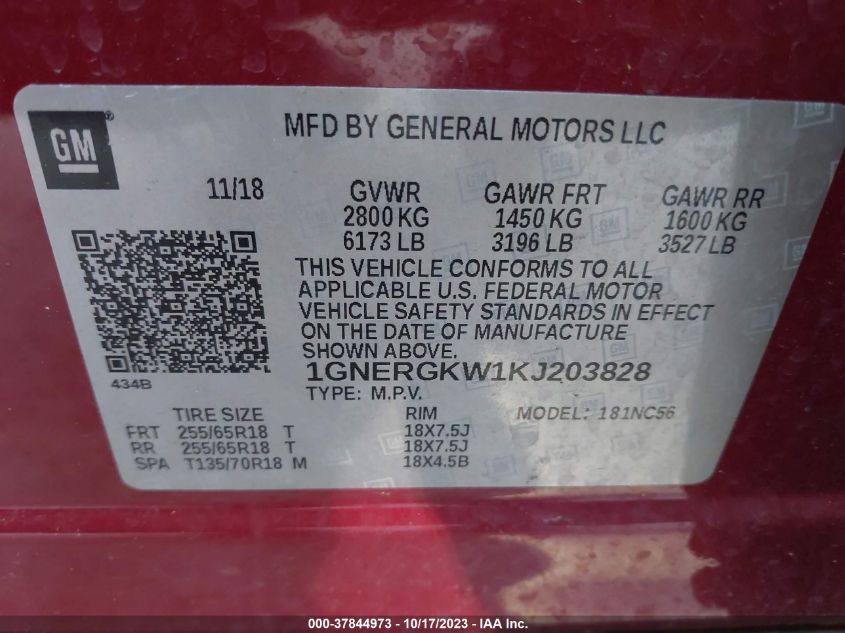 GM®
MFD BY GENERAL MOTORS LLC
11/18 GVWR GAWR FRT GAWR RR
2800 KG 1450 KG 1600 KG
6173 LB 3196 LB 3527 LB
THIS VEHICLE CONFORMS TO ALL
APPLICABLE U.S. FEDERAL MOTOR
VEHICLE SAFETY STANDARDS IN EFFECT
ON THE DATE OF MANUFACTURE
SHOWN ABOVE.
434B 1GNERGKW1KJ203828
TYPE: M.P.V.
TIRE SIZE RIM MODEL: 181NC56
FRT 255/65R18 T 18X7.5J
RR 255/65R18 T 18X7.5J
SPA T135/70R18 M 18X4.5B
000-37844973 - 10/17/2023 - IAA Inc.